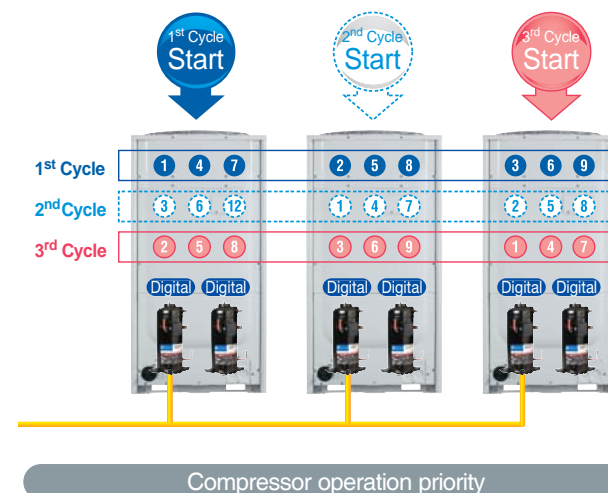 1st Cycle
Start
2nd Cycle
Start
3rd Cycle
Start
1st Cycle 1 4 7 2 5 8 3 6 9
2nd Cycle 3 6 12 1 4 7 2 5 8
3rd Cycle 2 5 8 3 6 9 1 4 7
Digital Digital Digital Digital Digital Digital
Compressor operation priority